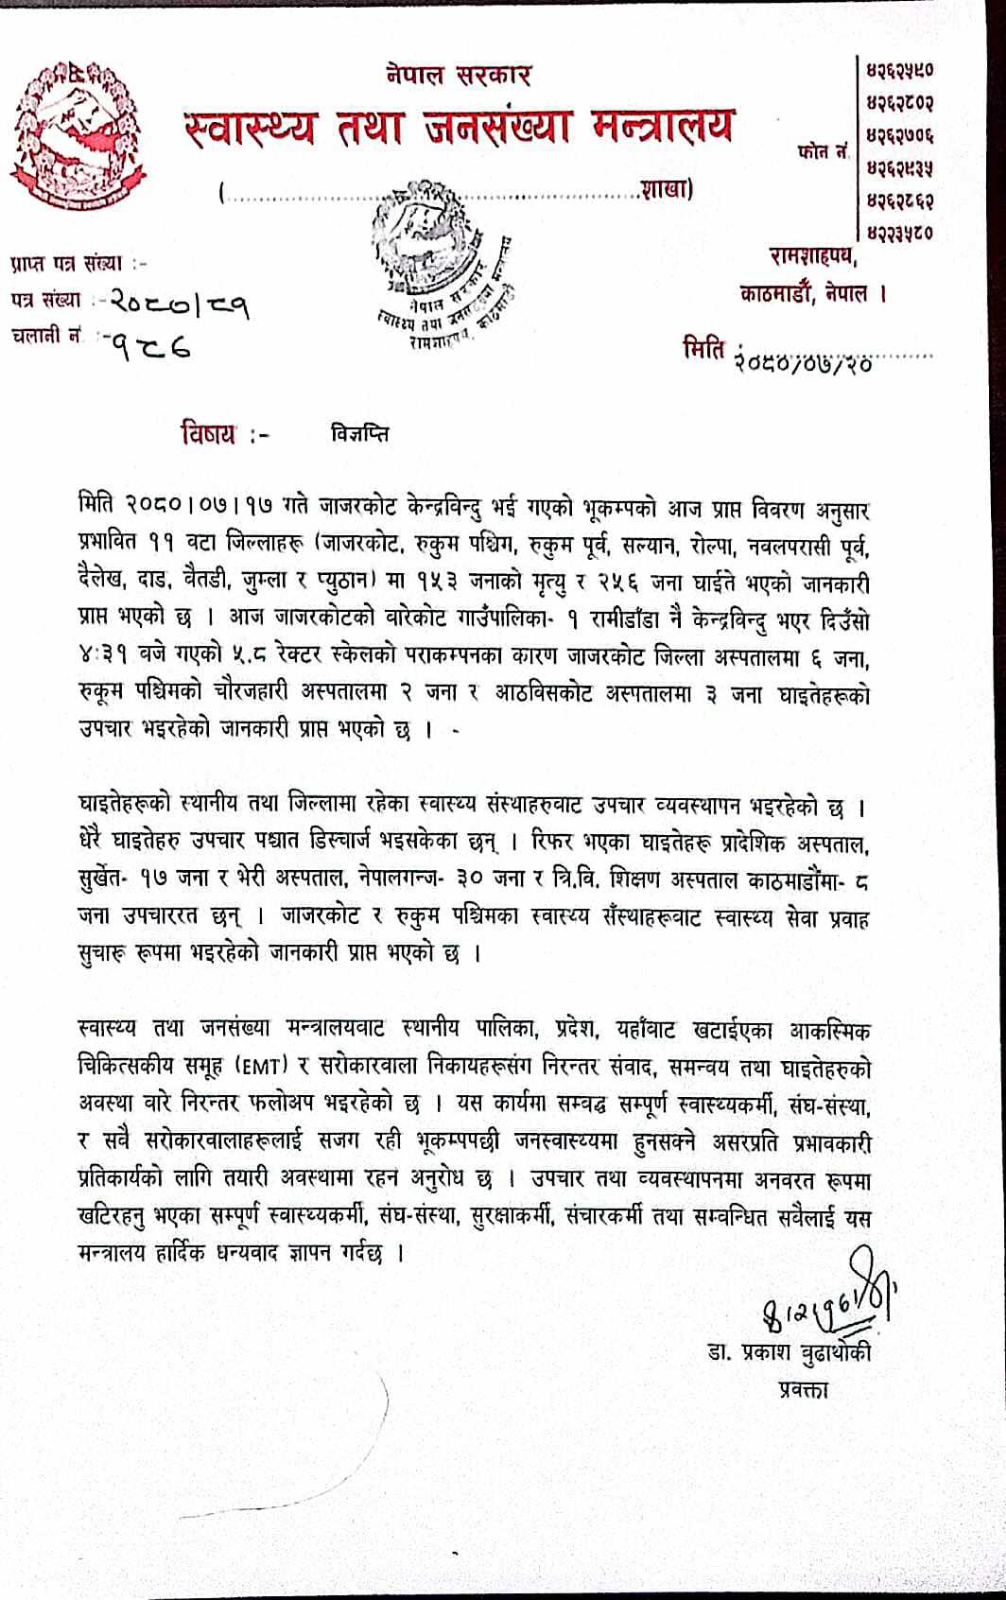 नेपाल सरकार
स्वास्थ्य तथा जनसंख्या मन्त्रालय
(.......................शाखा)
फोन नं.
४२६२५९०
४२६२८०२
४२६२७०६
४२६२९३५
४२६२८६२
४२२३५८०
रामशाहपथ,
काठमाडौं, नेपाल ।
प्राप्त पत्र संख्या :-
पत्र संख्या :- २०८०/८१
चलानी नं :- १८६
नेपाल सरकार
स्वास्थ्य तथा जनसंख्या मन्त्रालय
रामशाहपथ, काठमाडौं
मिति :२०८०/०७/२०
विषय :- विज्ञप्ति
मिति २०८०।०७।१७ गते जाजरकोट केन्द्रविन्दु भई गएको भूकम्पको आज प्राप्त विवरण अनुसार
प्रभावित ११ वटा जिल्लाहरू (जाजरकोट, रुकुम पश्चिम, रुकुम पूर्व, सल्यान, रोल्पा, नवलपरासी पूर्व,
दैलेख, दाङ, वैतडी, जुम्ला र प्युठान) मा १५३ जनाको मृत्यु र २५६ जना घाईते भएको जानकारी
प्राप्त भएको छ । आज जाजरकोटको वारेकोट गाउँपालिका- १ रामीडाँडा नै केन्द्रविन्दु भएर दिउँसो
४:३१ वजे गएको ५.८ रेक्टर स्केलको पराकम्पनका कारण जाजरकोट जिल्ला अस्पतालमा ६ जना,
रुकूम पश्चिमको चौरजहारी अस्पतालमा २ जना र आठविसकोट अस्पतालमा ३ जना घाइतेहरूको
उपचार भइरहेको जानकारी प्राप्त भएको छ । -
घाइतेहरूको स्थानीय तथा जिल्लामा रहेका स्वास्थ्य संस्थाहरुवाट उपचार व्यवस्थापन भइरहेको छ ।
धेरै घाइतेहरु उपचार पश्चात डिस्चार्ज भइसकेका छन् । रिफर भएका घाइतेहरू प्रादेशिक अस्पताल,
सुर्खेत- १७ जना र भेरी अस्पताल, नेपालगन्ज- ३० जना र त्रि.वि. शिक्षण अस्पताल काठमाडौंमा- ८
जना उपचाररत छन् । जाजरकोट र रुकुम पश्चिमका स्वास्थ्य सँस्थाहरूवाट स्वास्थ्य सेवा प्रवाह
सुचारू रूपमा भइरहेको जानकारी प्राप्त भएको छ ।
स्वास्थ्य तथा जनसंख्या मन्त्रालयवाट स्थानीय पालिका, प्रदेश, यहाँवाट खटाईएका आकस्मिक
चिकित्सकीय समूह (EMT) र सरोकारवाला निकायहरूसंग निरन्तर संवाद, समन्वय तथा घाइतेहरुको
अवस्था वारे निरन्तर फलोअप भइरहेको छ । यस कार्यमा सम्वद्ध सम्पूर्ण स्वास्थ्यकर्मी, संघ-संस्था,
र सवै सरोकारवालाहरूलाई सजग रही भूकम्पपछी जनस्वास्थ्यमा हुनसक्ने असरप्रति प्रभावकारी
प्रतिकार्यको लागि तयारी अवस्थामा रहन अनुरोध छ । उपचार तथा व्यवस्थापनमा अनवरत रूपमा
खटिरहनु भएका सम्पूर्ण स्वास्थ्यकर्मी, संघ-संस्था, सुरक्षाकर्मी, संचारकर्मी तथा सम्वन्धित सवैलाई यस
मन्त्रालय हार्दिक धन्यवाद ज्ञापन गर्दछ ।
डा. प्रकाश वुढाथोकी
प्रवक्ता